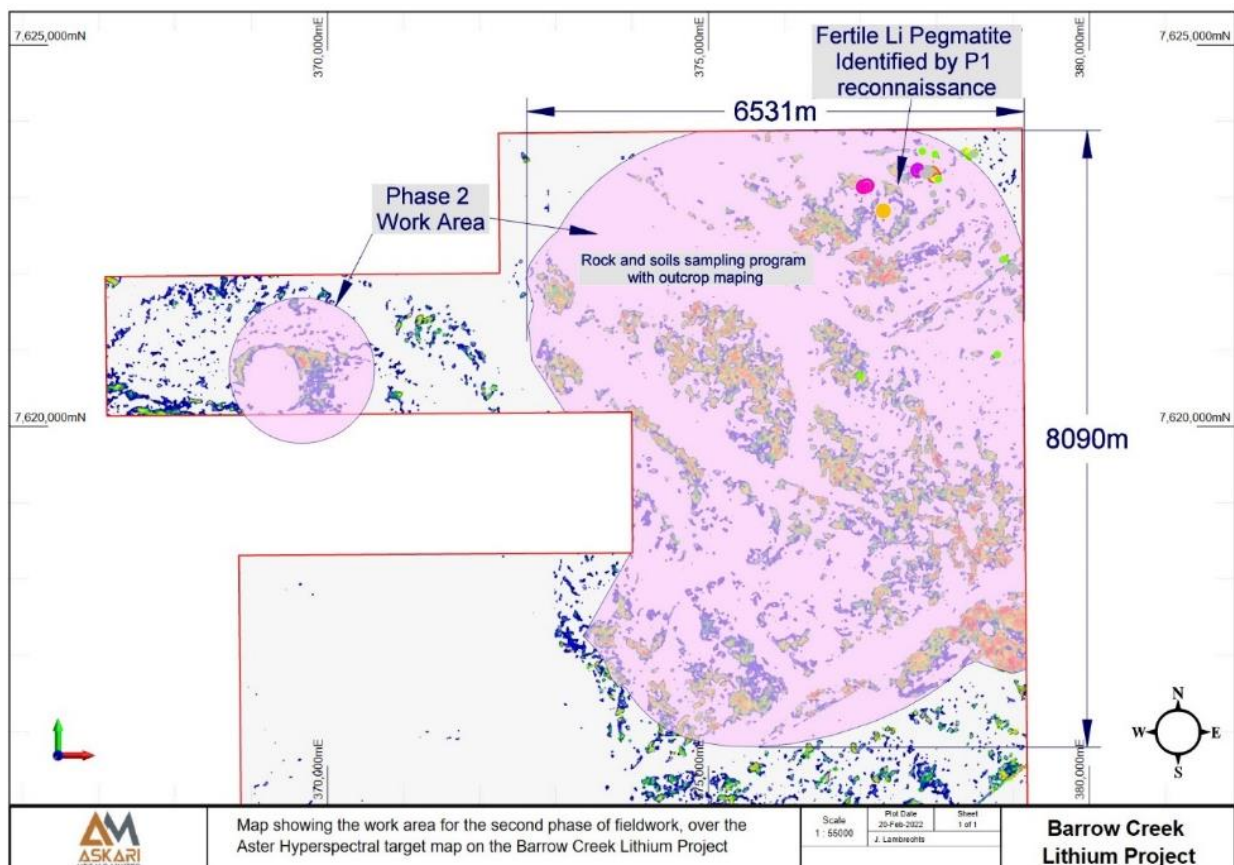 7,625,000mN
370,000mE
375,000mE
380,000mE
7,625,000mN
Fertile Li Pegmatite
Identified by P1
reconnaissance
6531m
Phase 2
Work Area
Rock and soils sampling program
with outcrop maping
7,620,000mN
7,620,000mN
8090m
370,000mE
375,000mE
380,000mE
N
W E
S
AM
ASKARI
Map showing the work area for the second phase of fieldwork, over the
Aster Hyperspectral target map on the Barrow Creek Lithium Project
Scale
1 : 55000
Plot Date
20-Feb-2022
Sheet
1 of 1
J. Lambrechts
Barrow Creek
Lithium Project